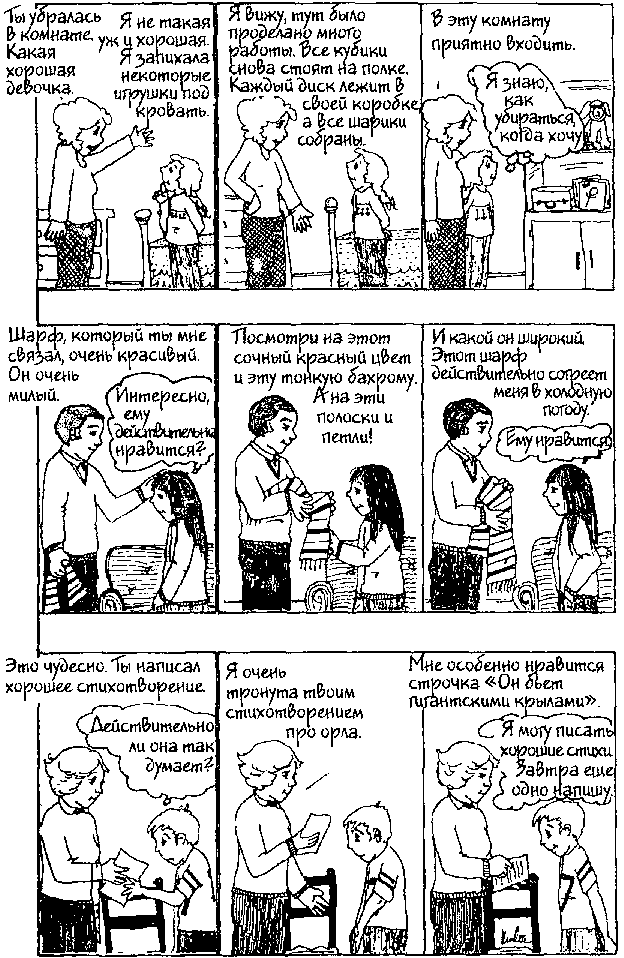 Ты убралась
в комнате.
Какая
хорошая
девочка.
Я не такая
уж и хорошая.
Я запихала
некоторые
игрушки под
кровать.
Я вижу, тут было
проделано много
работы. Все кубики
снова стоят на полке.
Каждый диск лежит в
своей коробке,
а все шарики
собраны.
В эту комнату
приятно входить.
Я знаю,
как
убираться,
когда хочу
Шарф, который ты мне
связал, очень красивый.
Он очень
милый.
Интересно,
ему
действительно
нравится?
Посмотри на этот
сочный красный цвет
и эту тонкую бахрому.
А на эти
полоски и
петли!
И какой он широкий.
Этот шарф
действительно согреет
меня в холодную
погоду.
Ему нравится
Это чудесно. Ты написал
хорошее стихотворение.
Действительно
ли она так
думает?
Я очень
тронута твоим
стихотворением
про орла.
Мне особенно нравится
строчка «Он бьет
гигантскими крылами».
Я могу писать
хорошие стихи.
Завтра еще
одно напишу.